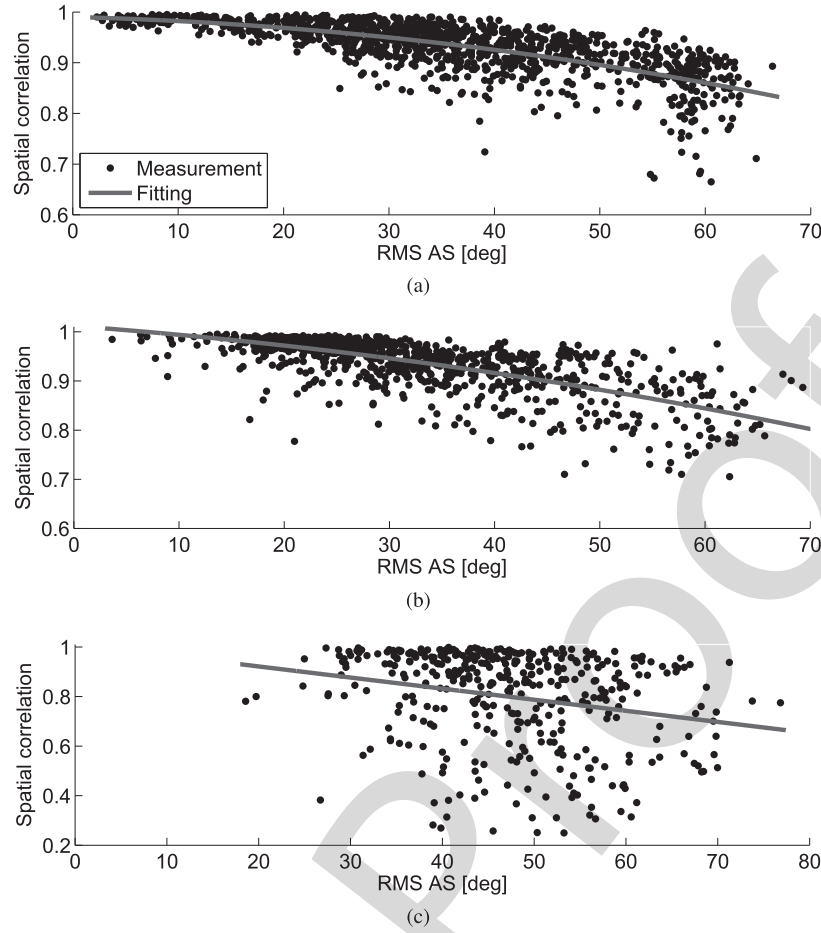 1
0.9
0.8
0.7
0.6
Spatial correlation
Measurement
Fitting
0 10 20 30 40 50 60 70
RMS AS [deg]
(a)
1
0.9
0.8
0.7
0.6
Spatial correlation
0 10 20 30 40 50 60 70
RMS AS [deg]
(b)
1
0.8
0.6
0.4
0.2
Spatial correlation
0 10 20 30 40 50 60 70 80
RMS AS [deg]
(c)
Proof